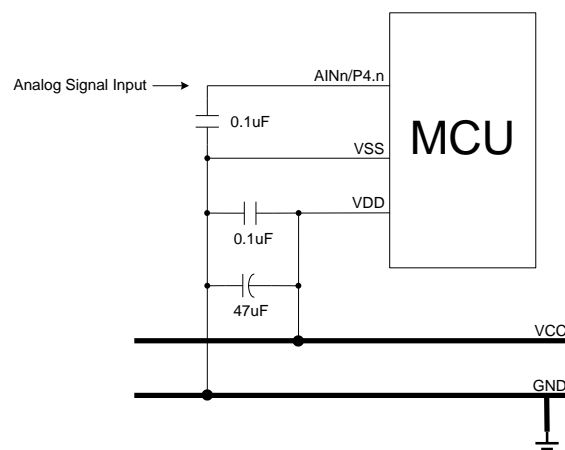 AINn/P4.n
Analog Signal Input
0.1uF
MCU
VSS
VDD
0.1uF
47uF
VCC
GND